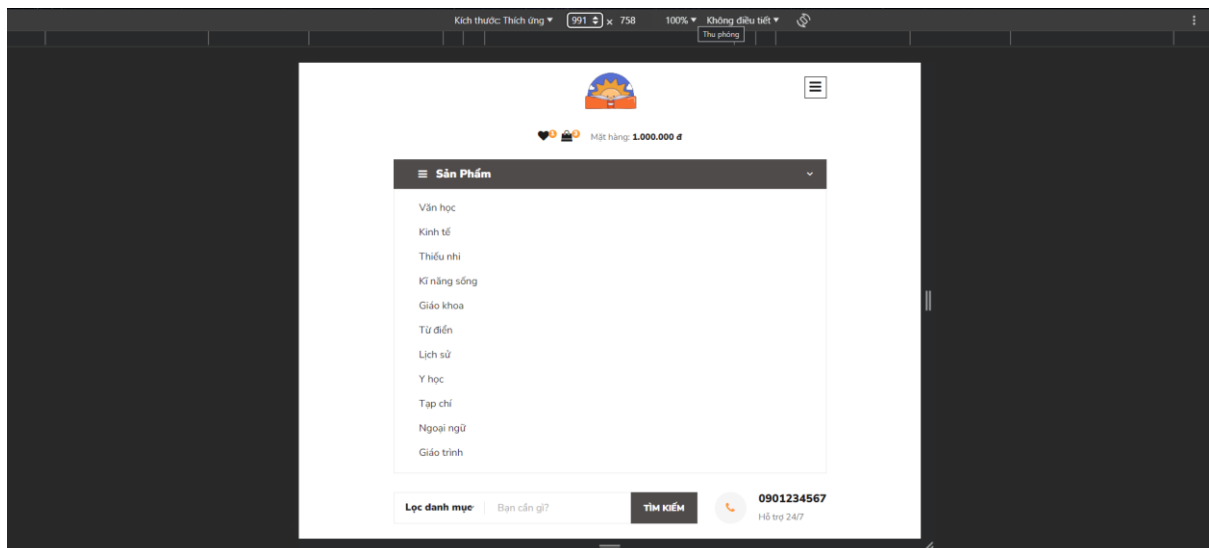 Kích thước: Thích ứng 991 x 758 100% Không điều tiết
Thu phóng
1 3 Mặt hàng: 1.000.000 đ
Sản Phẩm
Văn học
Kinh tế
Thiếu nhi
Kĩ năng sống
Giáo khoa
Từ điển
Lịch sử
Y học
Tạp chí
Ngoại ngữ
Giáo trình
Lọc danh mục Bạn cần gì? TÌM KIẾM 0901234567
Hỗ trợ 24/7